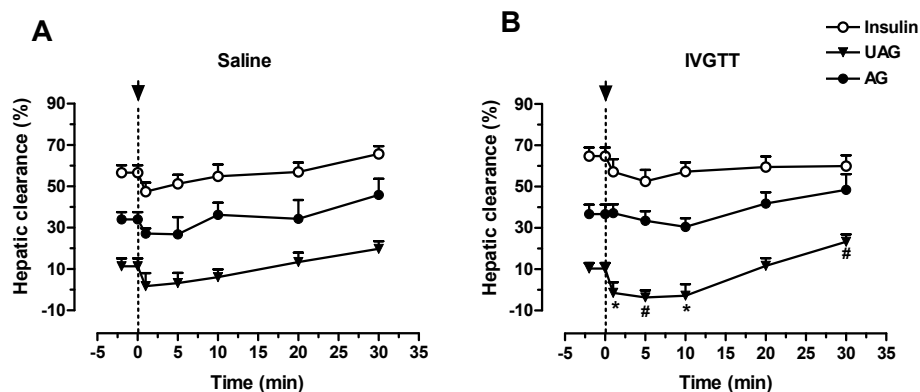 A
Saline
Hepatic clearance (%)
90
70
50
30
10
-10
-5 0 5 10 15 20 25 30 35
Time (min)
B
IVGTT
Insulin
UAG
AG
Hepatic clearance (%)
90
70
50
30
10
-10
* # * #
-5 0 5 10 15 20 25 30 35
Time (min)